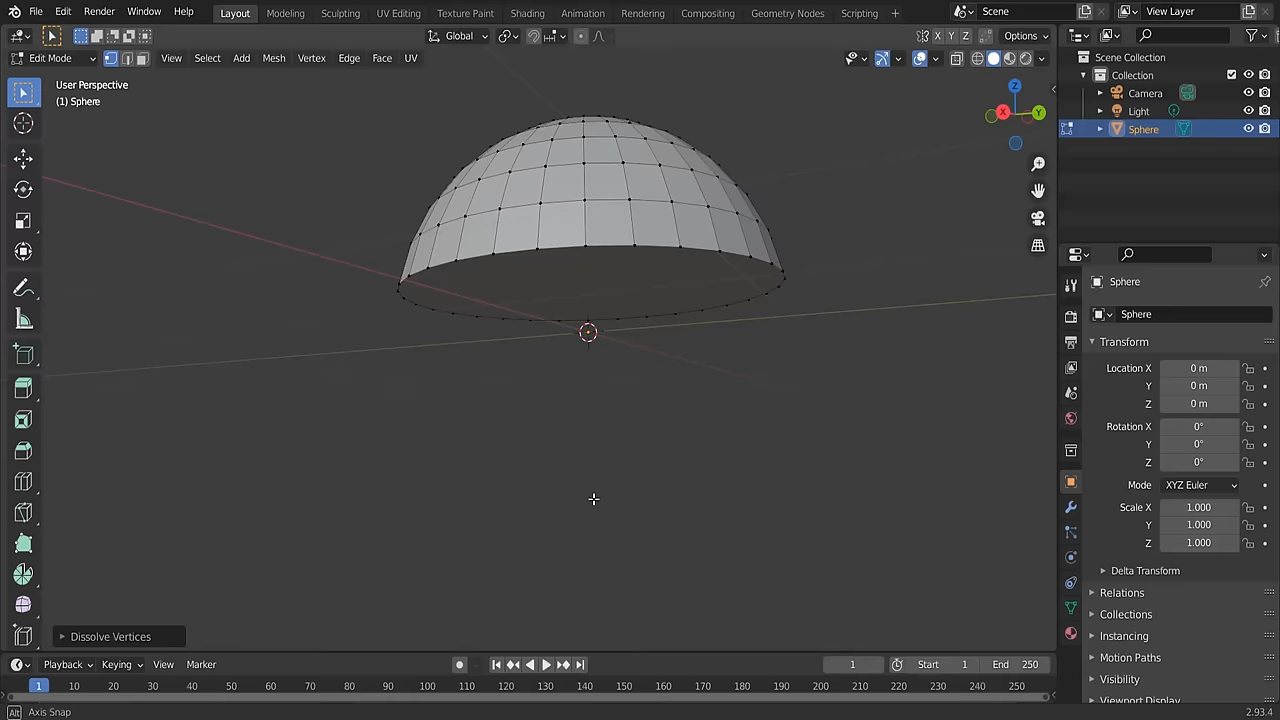 File Edit Render Window Help Layout Modeling Sculpting UV Editing Texture Paint Shading Animation Rendering Compositing Geometry Nodes Scripting + Scene View Layer
Global Options
X Y Z
Edit Mode View Select Add Mesh Vertex Edge Face UV
User Perspective
(1) Sphere
Z
X
Y
Scene Collection
Collection
Camera
Light
Sphere
Sphere
Sphere
Transform
Location X 0 m
Y 0 m
Z 0 m
Rotation X 0°
Y 0°
Z 0°
Mode XYZ Euler
Scale X 1.000
Y 1.000
Z 1.000
Delta Transform
Relations
Collections
Instancing
Motion Paths
Visibility
Viewport Display
Dissolve Vertices
Playback Keying View Marker 1 Start 1 End 250
1 10 20 30 40 50 60 70 80 90 100 110 120 130 140 150 160 170 180 190 200 210 220 230 240 250
Alt Axis Snap 2.93.4